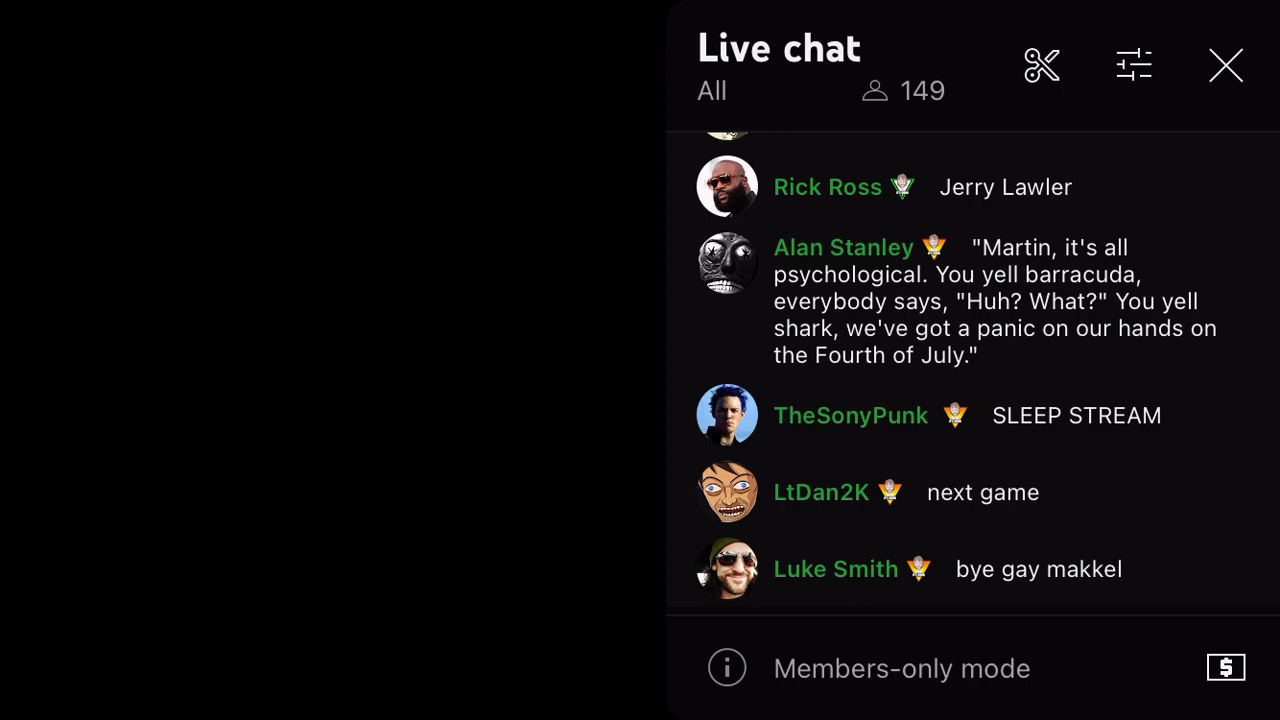 Live chat
All 149
Rick Ross Jerry Lawler
Alan Stanley "Martin, it's all
psychological. You yell barracuda,
everybody says, "Huh? What?" You yell
shark, we've got a panic on our hands on
the Fourth of July."
TheSonyPunk SLEEP STREAM
LtDan2K next game
Luke Smith bye gay makkel
Members-only mode